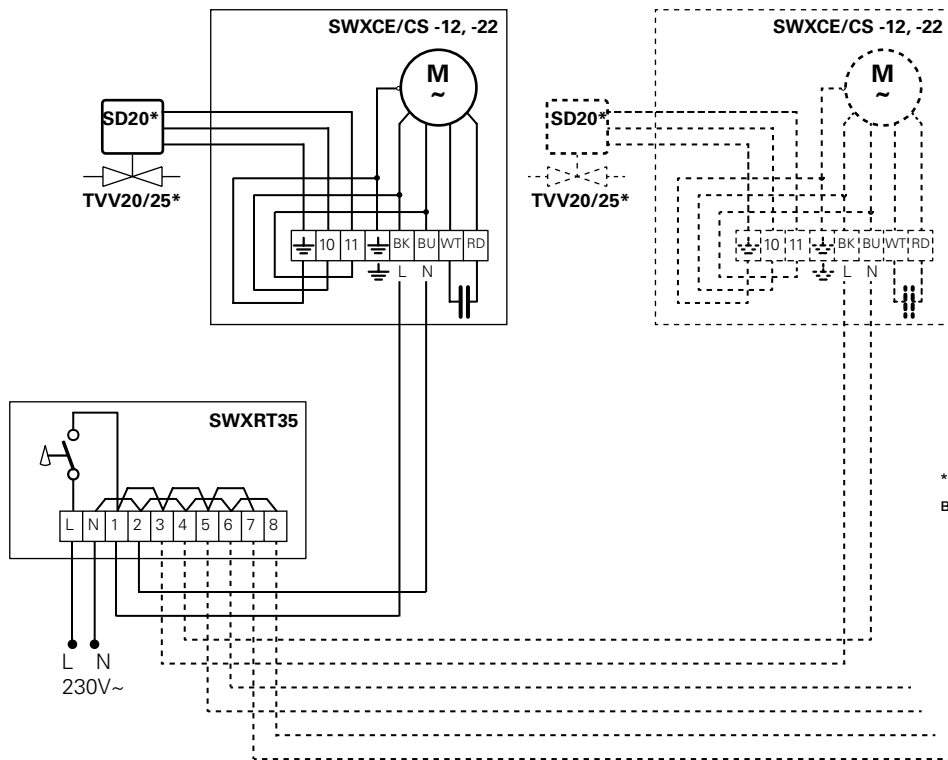 SWXCE/CS -12, -22
M
~
SD20*
TVV20/25*
10 11 BK BU WT RD
L N
SWXCE/CS -12, -22
M
~
SD20*
TVV20/25*
10 11 BK BU WT RD
L N
SWXRT35
L N 1 2 3 4 5 6 7 8
L N
230V~
*
B